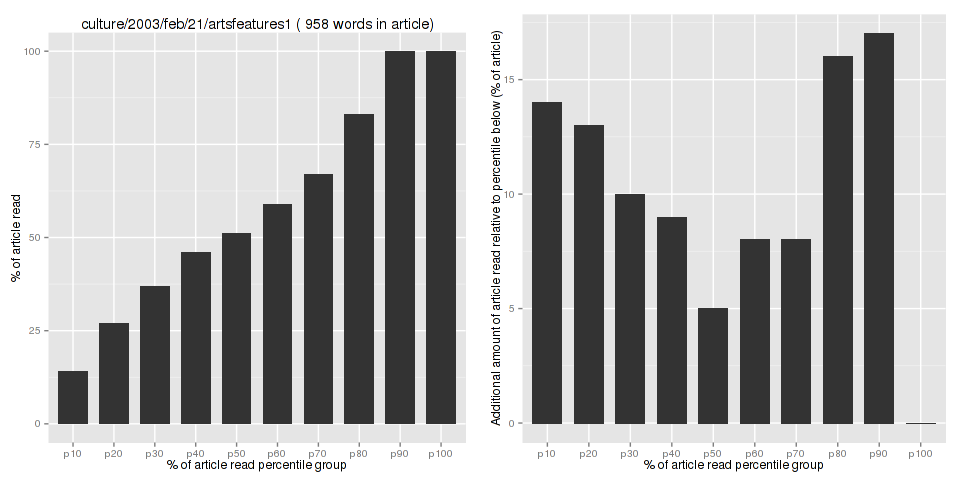 culture/2003/feb/21/artsfeatures1 ( 958 words in article)
% of article read
100
75
50
25
0
p10 p20 p30 p40 p50 p60 p70 p80 p90 p100
% of article read percentile group
Additional amount of article read relative to percentile below (% of article)
15
10
5
0
p10 p20 p30 p40 p50 p60 p70 p80 p90 p100
% of article read percentile group